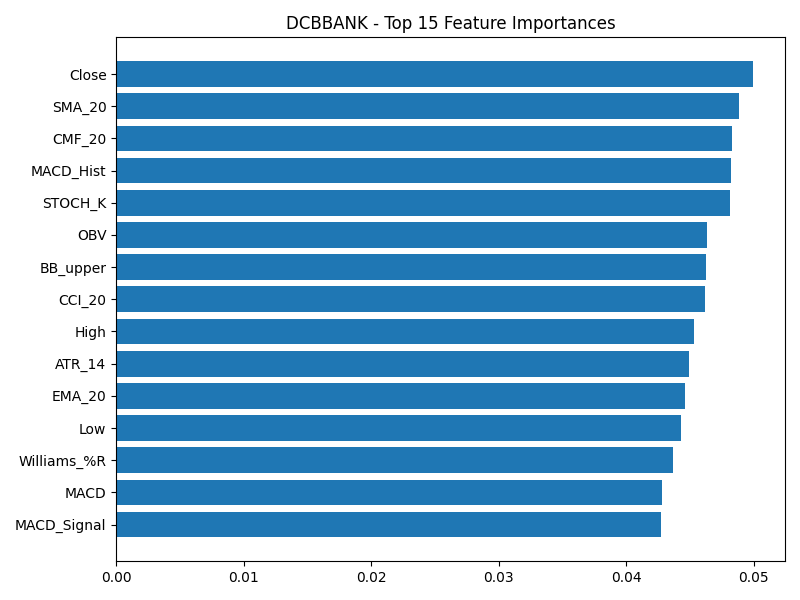 DCBBANK - Top 15 Feature Importances
Close
SMA_20
CMF_20
MACD_Hist
STOCH_K
OBV
BB_upper
CCI_20
High
ATR_14
EMA_20
Low
Williams_%R
MACD
MACD_Signal
0.00 0.01 0.02 0.03 0.04 0.05